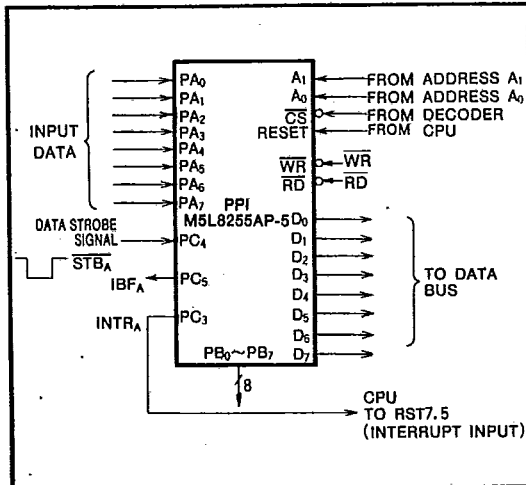 INPUT
DATA
DATA STROBE
SIGNAL
STB_A
IBF_A
INTR_A
PA0
PA1
PA2
PA3
PA4
PA5
PA6
PA7
PC4
PC5
PC3
PPI
M5L8255AP-5
PB0~PB7
8
A1
A0
CS
RESET
WR
RD
D0
D1
D2
D3
D4
D5
D6
D7
FROM ADDRESS A1
FROM ADDRESS A0
FROM DECODER
FROM CPU
WR
RD
TO DATA
BUS
CPU
TO RST7.5
(INTERRUPT INPUT)